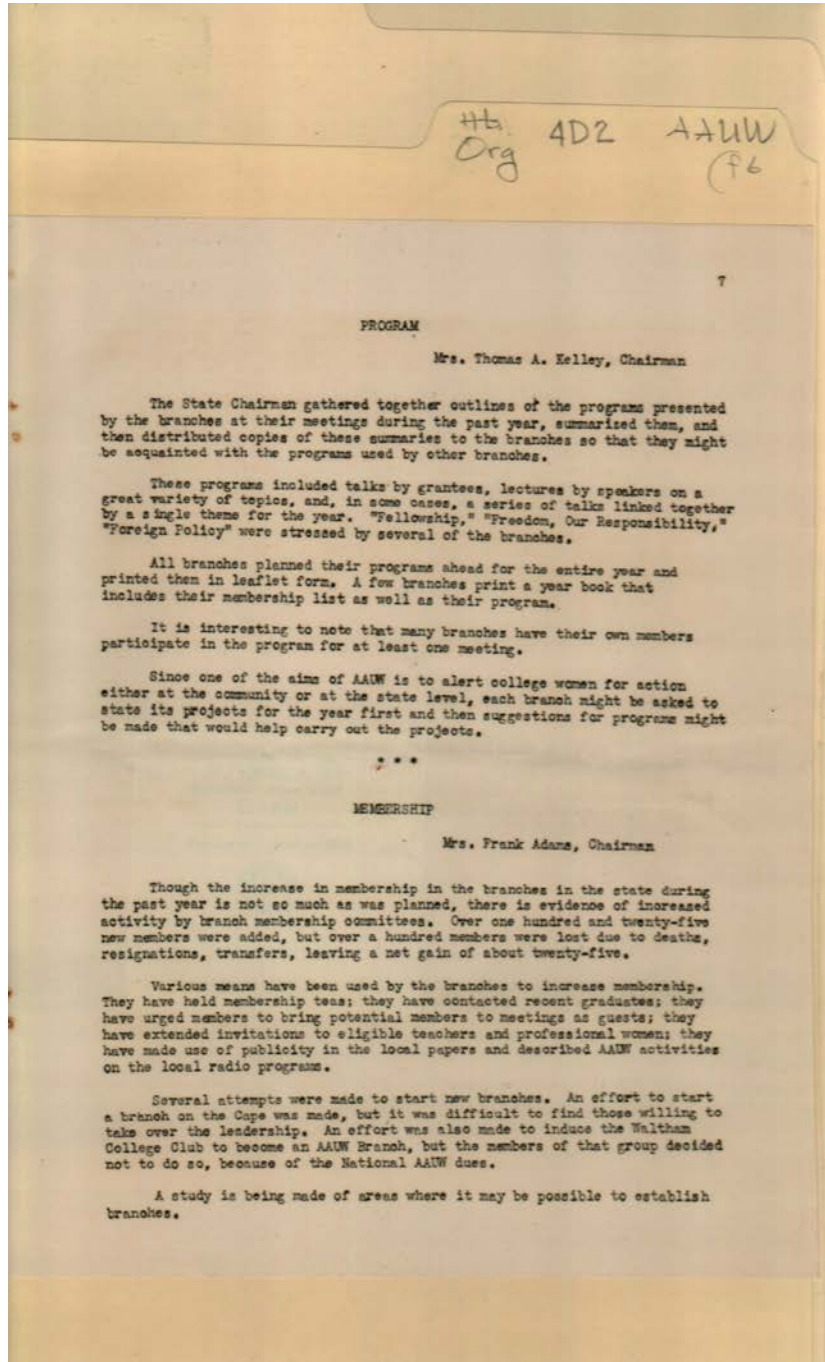 Org 4D2 AAUW
(f6
7
PROGRAM
Mrs. Thomas A. Kelley, Chairman
The State Chairman gathered together outlines of the programs presented
by the branches at their meetings during the past year, summarized them, and
then distributed copies of these summaries to the branches so that they might
be acquainted with the programs used by other branches.
These programs included talks by grantees, lectures by speakers on a
great variety of topics, and, in some cases, a series of talks linked together
by a single theme for the year. "Fellowship," "Freedom, Our Responsibility,"
"Foreign Policy" were stressed by several of the branches.
All branches planned their programs ahead for the entire year and
printed them in leaflet form. A few branches print a year book that
includes their membership list as well as their program.
It is interesting to note that many branches have their own members
participate in the program for at least one meeting.
Since one of the aims of AAUW is to alert college women for action
either at the community or at the state level, each branch might be asked to
state its projects for the year first and then suggestions for programs might
be made that would help carry out the projects.
* * *
MEMBERSHIP
Mrs. Frank Adams, Chairman
Though the increase in membership in the branches in the state during
the past year is not so much as was planned, there is evidence of increased
activity by branch membership committees. Over one hundred and twenty-five
new members were added, but over a hundred members were lost due to deaths,
resignations, transfers, leaving a net gain of about twenty-five.
Various means have been used by the branches to increase membership.
They have held membership teas; they have contacted recent graduates; they
have urged members to bring potential members to meetings as guests; they
have extended invitations to eligible teachers and professional women; they
have made use of publicity in the local papers and described AAUW activities
on the local radio programs.
Several attempts were made to start new branches. An effort to start
a branch on the Cape was made, but it was difficult to find those willing to
take over the leadership. An effort was also made to induce the Waltham
College Club to become an AAUW Branch, but the members of that group decided
not to do so, because of the National AAUW dues.
A study is being made of areas where it may be possible to establish
branches.